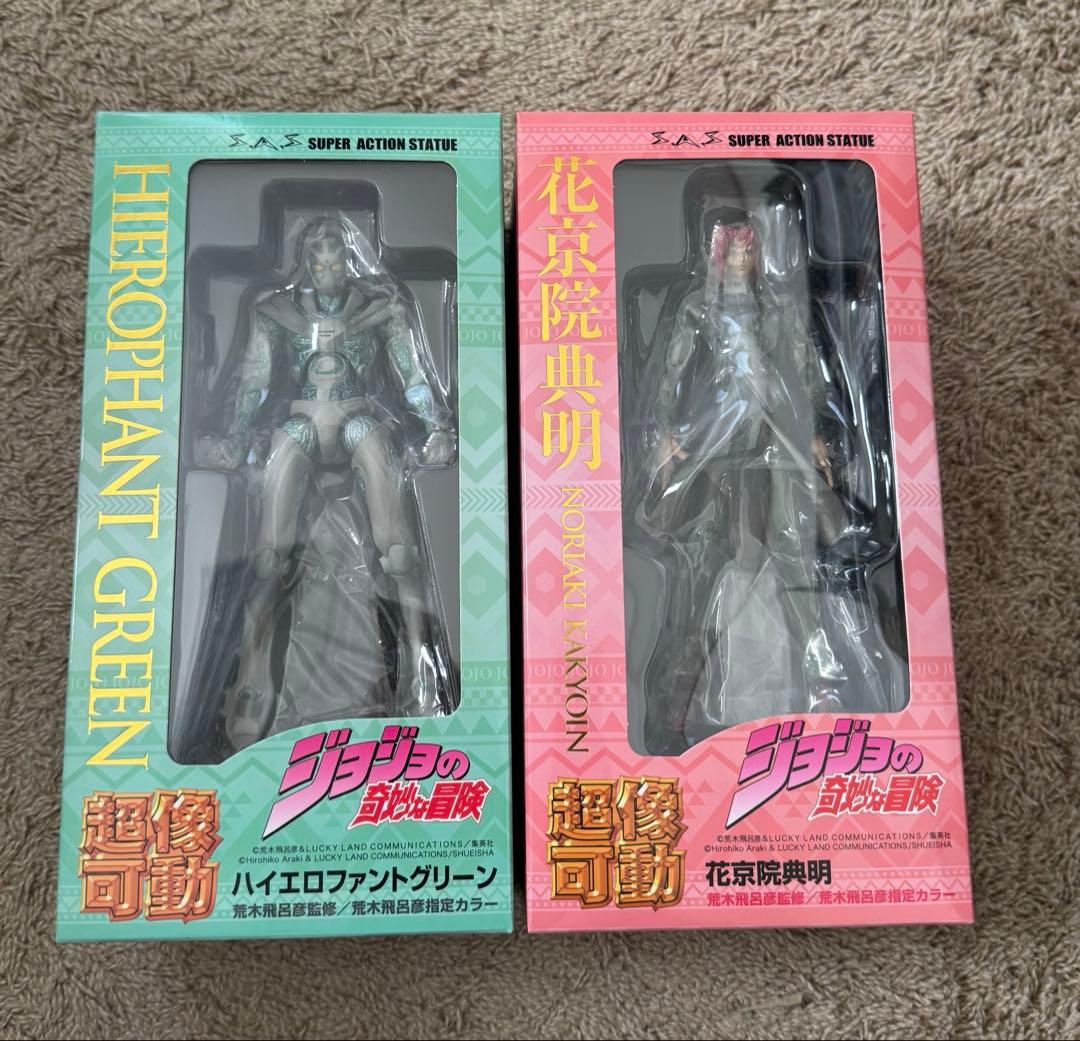 S.A.S SUPER ACTION STATUE
HIEROPHANT GREEN
ジョジョの
奇妙な冒険
超像
可動
©荒木飛呂彦&LUCKY LAND COMMUNICATIONS/集英社
©Hirohiko Araki & LUCKY LAND COMMUNICATIONS/SHUEISHA
ハイエロファントグリーン
荒木飛呂彦監修/荒木飛呂彦指定カラー
S.A.S SUPER ACTION STATUE
花京院典明
NORIAKI KAKYOIN
ジョジョの
奇妙な冒険
超像
可動
©荒木飛呂彦&LUCKY LAND COMMUNICATIONS/集英社
©Hirohiko Araki & LUCKY LAND COMMUNICATIONS/SHUEISHA
花京院典明
荒木飛呂彦監修/荒木飛呂彦指定カラー